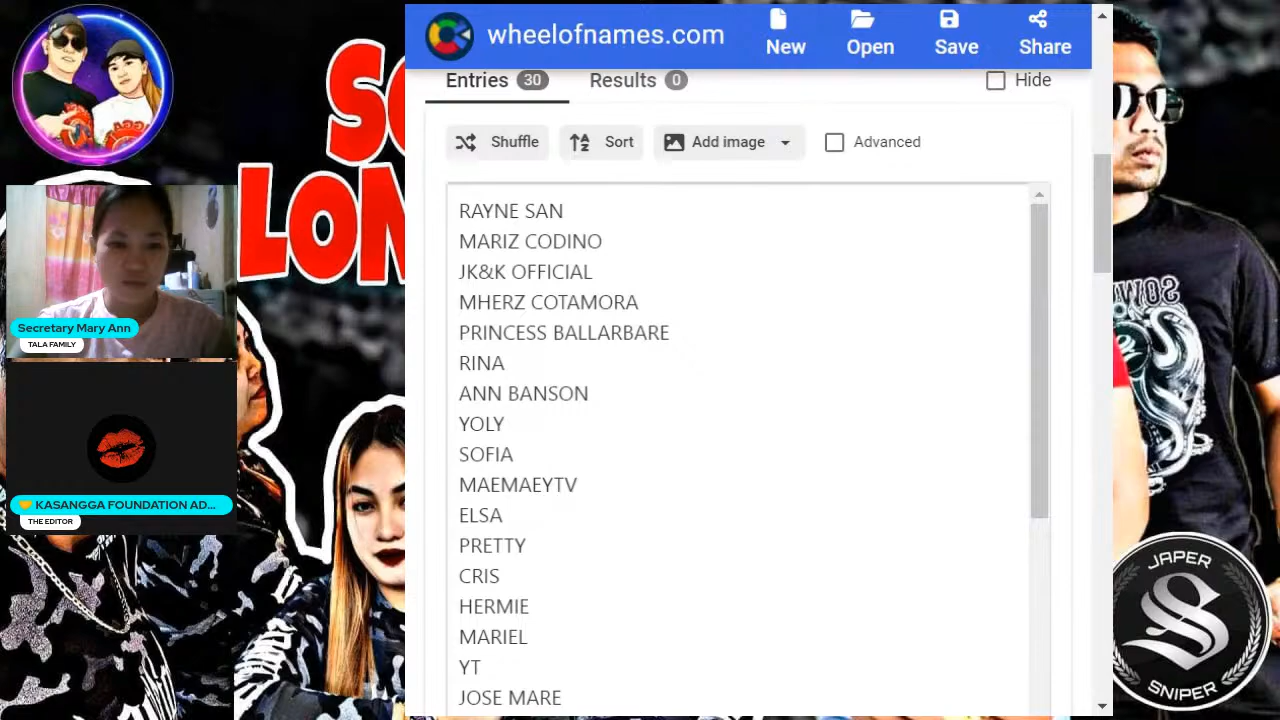 wheelofnames.com
New
Open
Save
Share
Entries 30
Results 0
Hide
Shuffle
Sort
Add image
Advanced
RAYNE SAN
MARIZ CODINO
JK&K OFFICIAL
MHERZ COTAMORA
PRINCESS BALLARBARE
RINA
ANN BANSON
YOLY
SOFIA
MAEMAEYTV
ELSA
PRETTY
CRIS
HERMIE
MARIEL
YT
JOSE MARE
Secretary Mary Ann
TALA FAMILY
KASANGGA FOUNDATION AD...
THE EDITOR
LON
JAPER
S
SNIPER